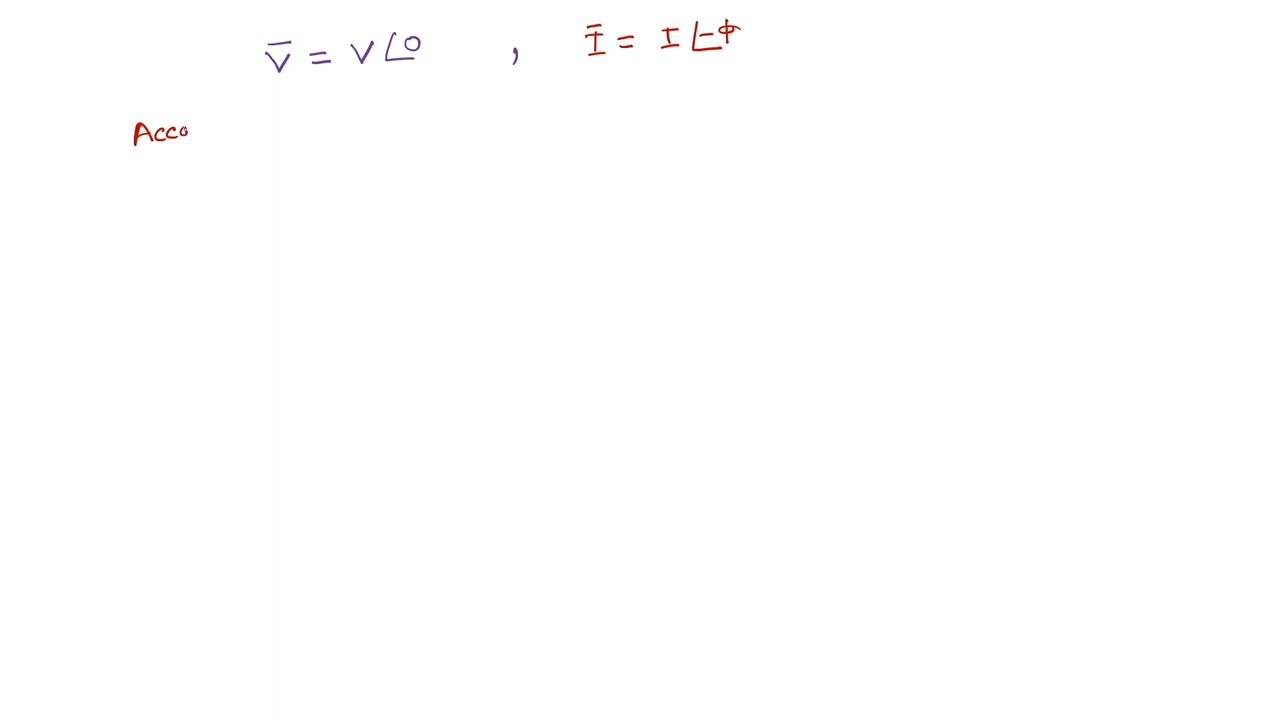 V̅ = V∠0 , I̅ = I∠-Φ
Acco